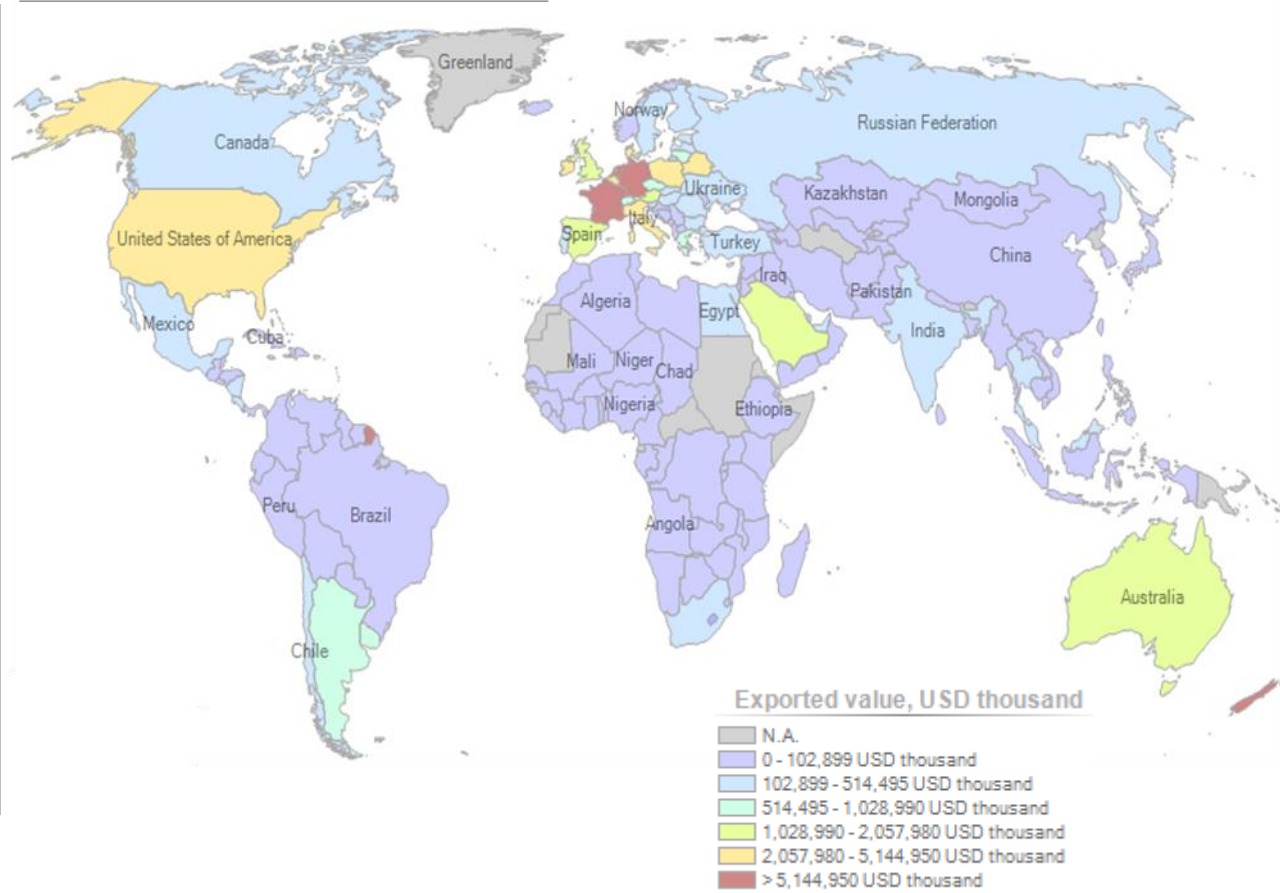 Greenland
Norway
Russian Federation
Canada
Ukraine
Kazakhstan
Mongolia
Italy
United States of America
Spain
Turkey
China
Iraq
Pakistan
Algeria
Egypt
Mexico
India
Cuba
Mali
Niger
Chad
Nigeria
Ethiopia
Peru
Brazil
Angola
Australia
Chile
Exported value, USD thousand
N.A.
0 - 102,899 USD thousand
102,899 - 514,495 USD thousand
514,495 - 1,028,990 USD thousand
1,028,990 - 2,057,980 USD thousand
2,057,980 - 5,144,950 USD thousand
> 5,144,950 USD thousand